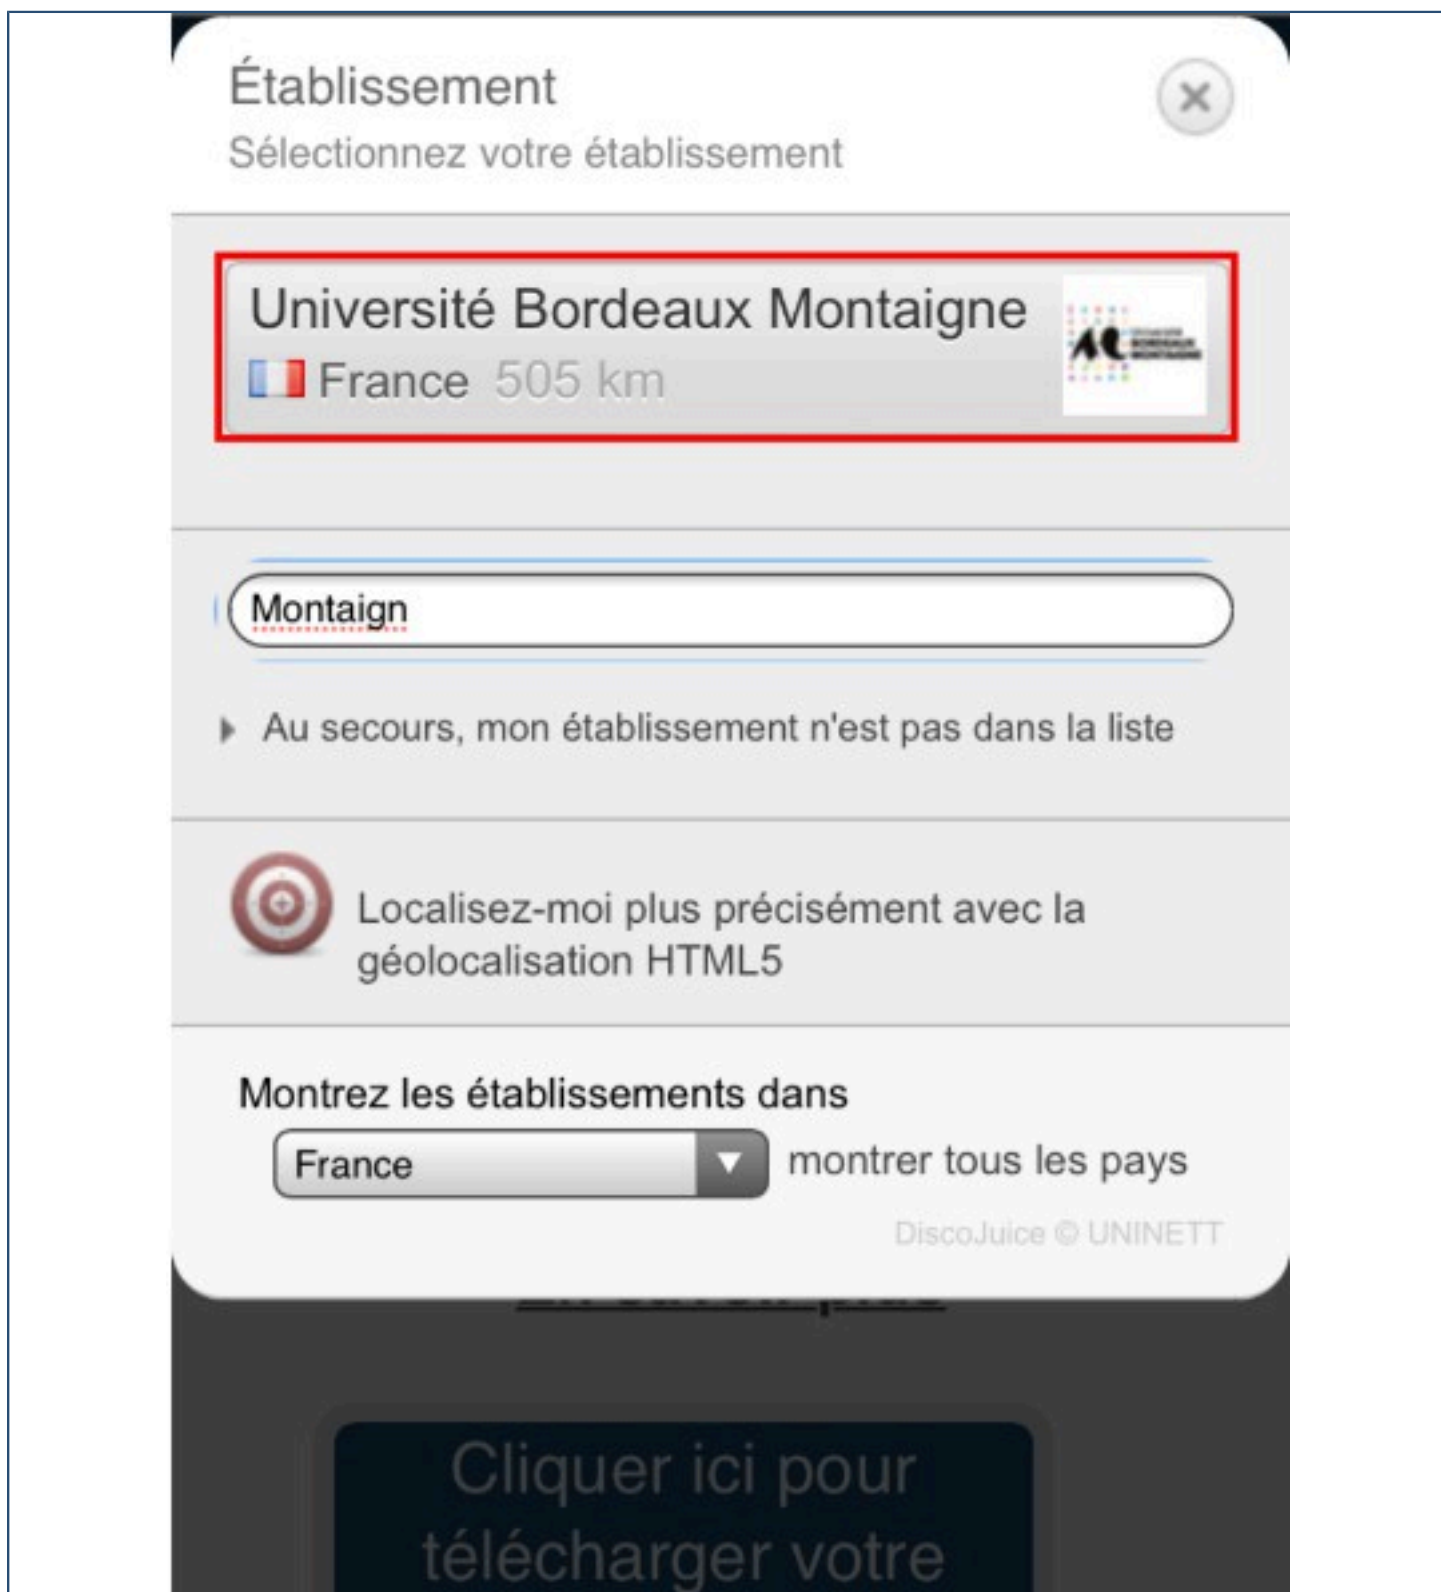 Établissement
Sélectionnez votre établissement
Université Bordeaux Montaigne
France 505 km
BORDEAUX
MONTAIGNE
Montaign
Au secours, mon établissement n'est pas dans la liste
Localisez-moi plus précisément avec la
géolocalisation HTML5
Montrez les établissements dans
France montrer tous les pays
DiscoJuice © UNINETT
Cliquer ici pour
télécharger votre